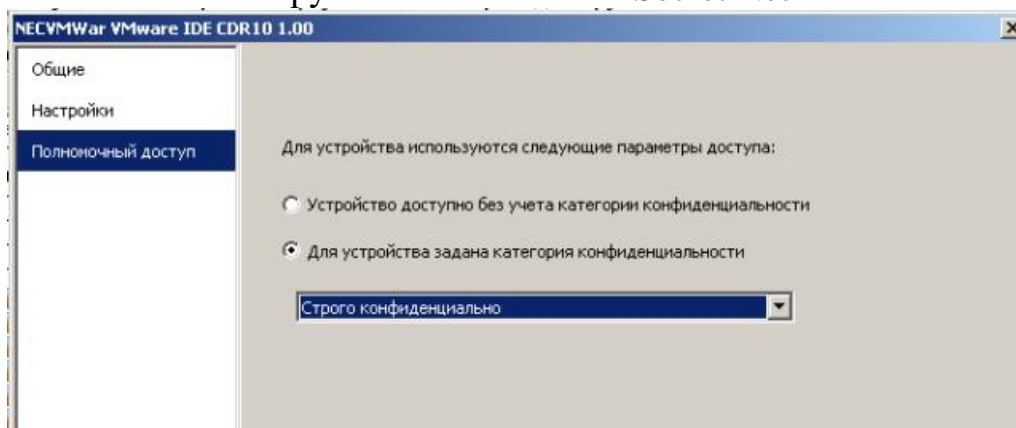 NECVMWar VMware IDE CDR10 1.00
Общие
Настройки
Полномочный доступ
Для устройства используются следующие параметры доступа:
Устройство доступно без учета категории конфиденциальности
Для устройства задана категория конфиденциальности
Строго конфиденциально